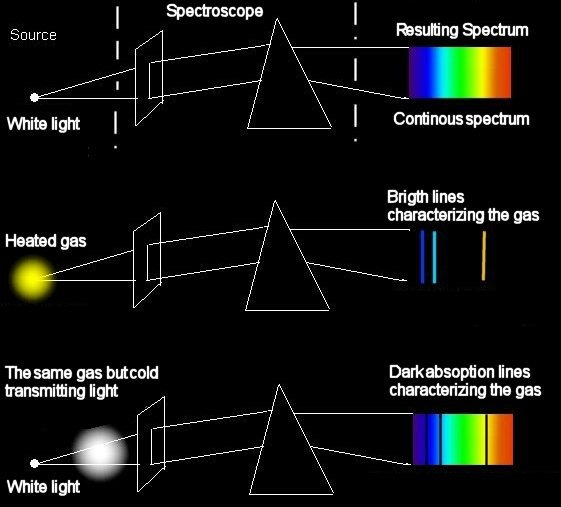 Spectroscope
Source
Resulting Spectrum
White light
Continous spectrum
Brigth lines
characterizing the gas
Heated gas
The same gas but cold
transmitting light
Dark absoption lines
characterizing the gas
White light